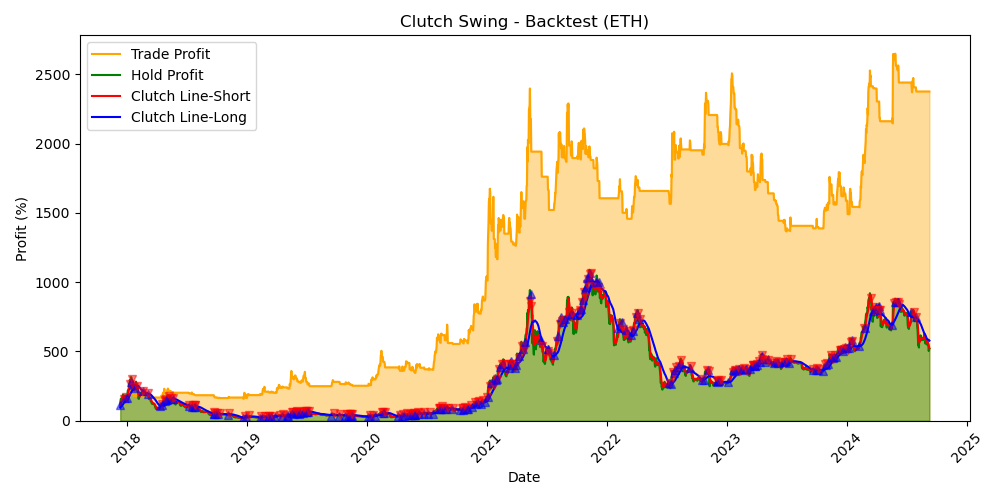 Clutch Swing - Backtest (ETH)
Trade Profit
Hold Profit
Clutch Line-Short
Clutch Line-Long
Profit (%)
2500
2000
1500
1000
500
0
2018
2019
2020
2021
2022
2023
2024
2025
Date